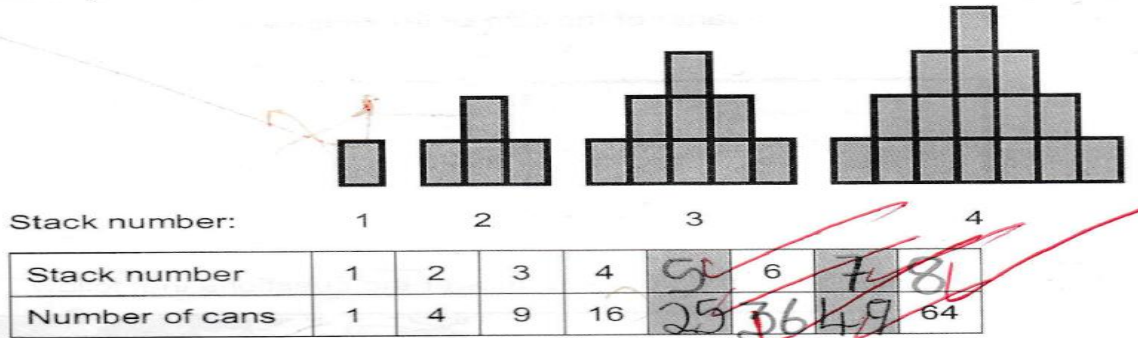 Stack number: 1 2 3 4
Stack number 1 2 3 4 5 6 7 8
Number of cans 1 4 9 16 25 36 49 64